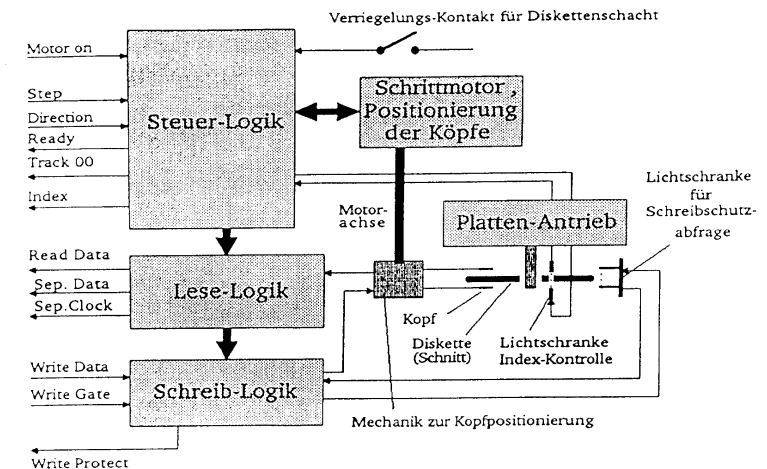 Verriegelungs-Kontakt für Diskettenschacht
Motor on
Step
Direction
Ready
Track 00
Index
Steuer-Logik
Schrittmotor,
Positionierung
der Köpfe
Motor-
achse
Platten-Antrieb
Lichtschranke
für
Schreibschutz-
abfrage
Read Data
Sep. Data
Sep.Clock
Lese-Logik
Kopf
Diskette
(Schnitt)
Lichtschranke
Index-Kontrolle
Write Data
Write Gate
Schreib-Logik
Mechanik zur Kopfpositionierung
Write Protect